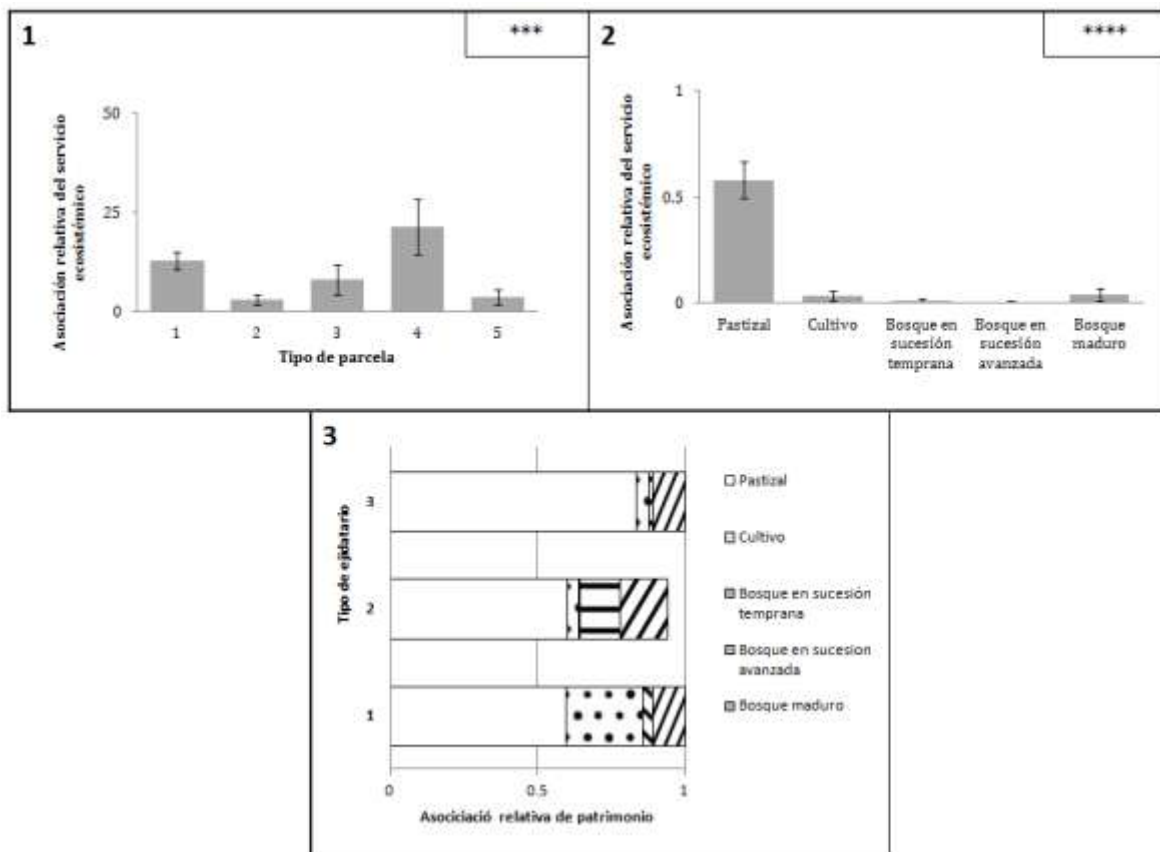 1
***
Asociación relativa del servicio
ecosistémico
50
25
0
1 2 3 4 5
Tipo de parcela
2
****
Asociación relativa del servicio
ecosistémico
1
0.5
0
Pastizal
Cultivo
Bosque en
sucesión
temprana
Bosque en
sucesión
avanzada
Bosque
maduro
3
Tipo de ejidatario
3
2
1
0 0.5 1
Asociciació relativa de patrimonio
Pastizal
Cultivo
Bosque en sucesión
temprana
Bosque en sucesion
avanzada
Bosque maduro